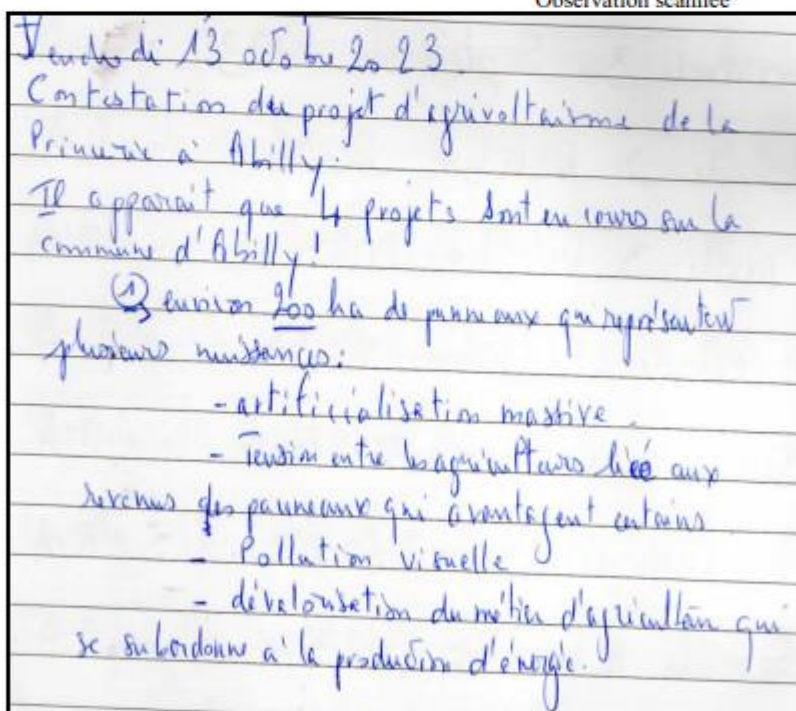 Observation scannée
Vendredi 13 octobre 2023.
Contestation du projet d'agrivoltaisme de la
à Abilly.
Il apparait que 4 projets sont en cours sur la
commune d'Abilly!
① environ 200 ha de panneaux qui représentent
plusieurs nuissances:
- artificialisation massive.
- Tension entre les agriculteurs liée aux
revenus des panneaux qui avantagent certains
- Pollution visuelle
- dévalorisation du métier d'agriculteur qui
se subordonne à la production d'énergie.